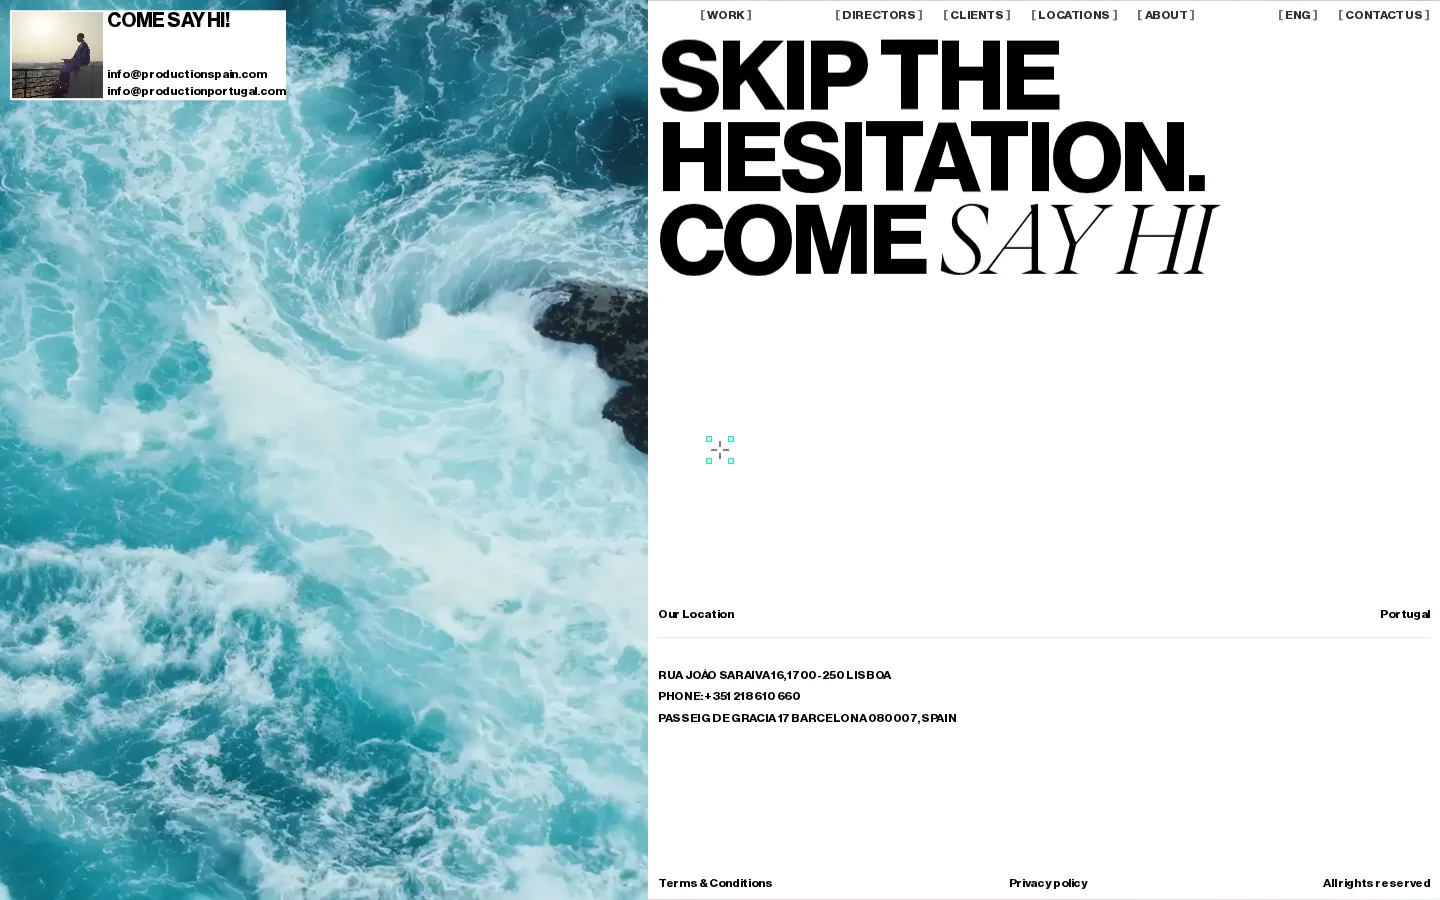 COME SAY HI!
info@productionspain.com
info@productionportugal.com
[ WORK ] [ DIRECTORS ] [ CLIENTS ] [ LOCATIONS ] [ ABOUT ] [ ENG ] [ CONTACT US ]
SKIP THE
HESITATION.
COME SAY HI
Our Location Portugal
RUA JOÁO SARAIVA 16, 1700-250 LISBOA
PHONE: +351 218 610 660
PASSEIG DE GRACIA 17 BARCELONA 080007, SPAIN
Terms & Conditions Privacy policy All rights reserved